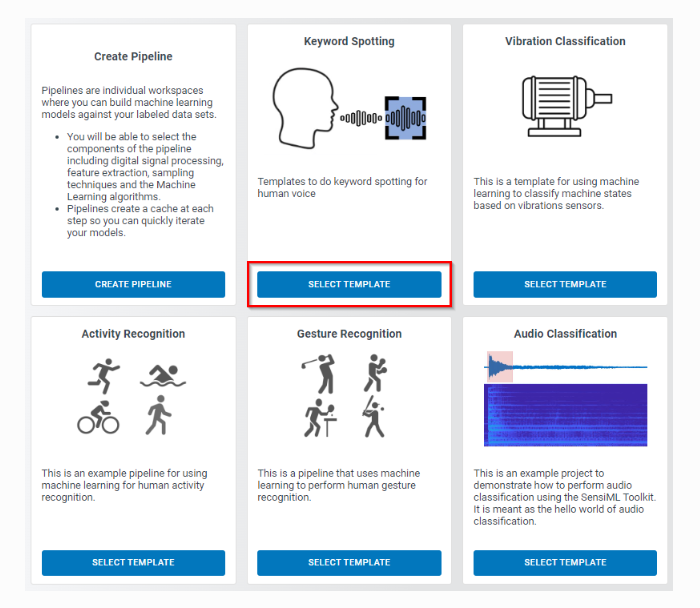 Create Pipeline
Pipelines are individual workspaces
where you can build machine learning
models against your labeled data sets.
• You will be able to select the
components of the pipeline
including digital signal processing,
feature extraction, sampling
techniques and the Machine
Learning algorithms.
• Pipelines create a cache at each
step so you can quickly iterate
your models.
CREATE PIPELINE
Keyword Spotting
Templates to do keyword spotting for
human voice
SELECT TEMPLATE
Vibration Classification
This is a template for using machine
learning to classify machine states
based on vibrations sensors.
SELECT TEMPLATE
Activity Recognition
This is an example pipeline for using
machine learning for human activity
recognition.
SELECT TEMPLATE
Gesture Recognition
This is a pipeline that uses machine
learning to perform human gesture
recognition.
SELECT TEMPLATE
Audio Classification
This is an example project to
demonstrate how to perform audio
classification using the SensiML Toolkit.
It is meant as the hello world of audio
classification.
SELECT TEMPLATE